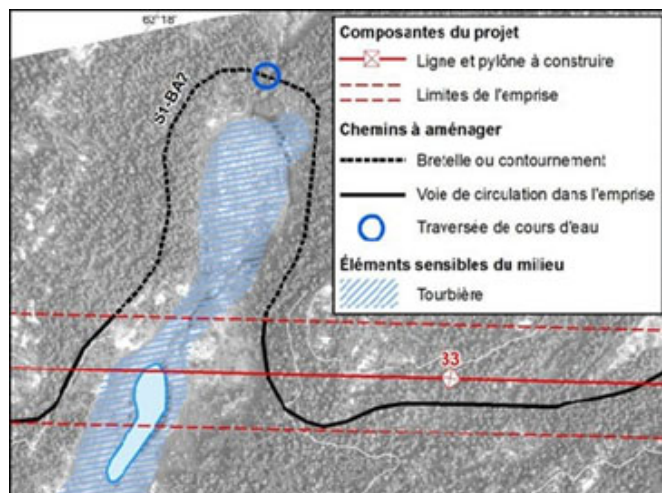 62°18'
S1-BA7
33
Composantes du projet
Ligne et pylône à construire
Limites de l'emprise
Chemins à aménager
Bretelle ou contournement
Voie de circulation dans l'emprise
Traversée de cours d'eau
Éléments sensibles du milieu
Tourbière